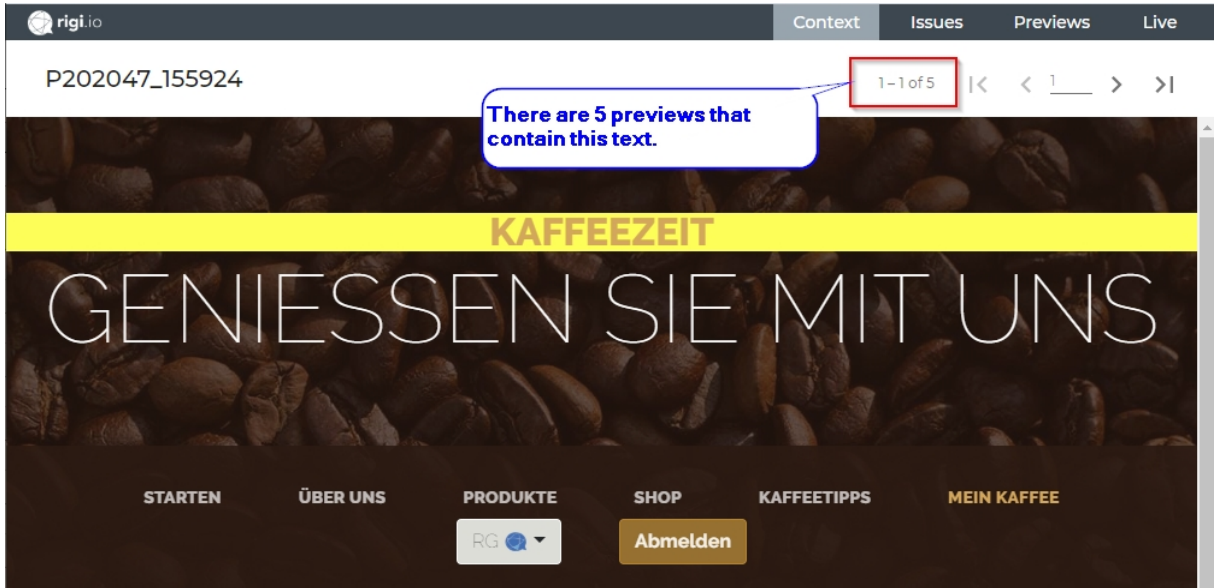 rigi.io Context Issues Previews Live
P202047_155924
1 – 1 of 5 1
There are 5 previews that
contain this text.
KAFFEEZEIT
GENIESSEN SIE MIT UNS
STARTEN ÜBER UNS PRODUKTE SHOP KAFFEETIPPS MEIN KAFFEE
RG Abmelden